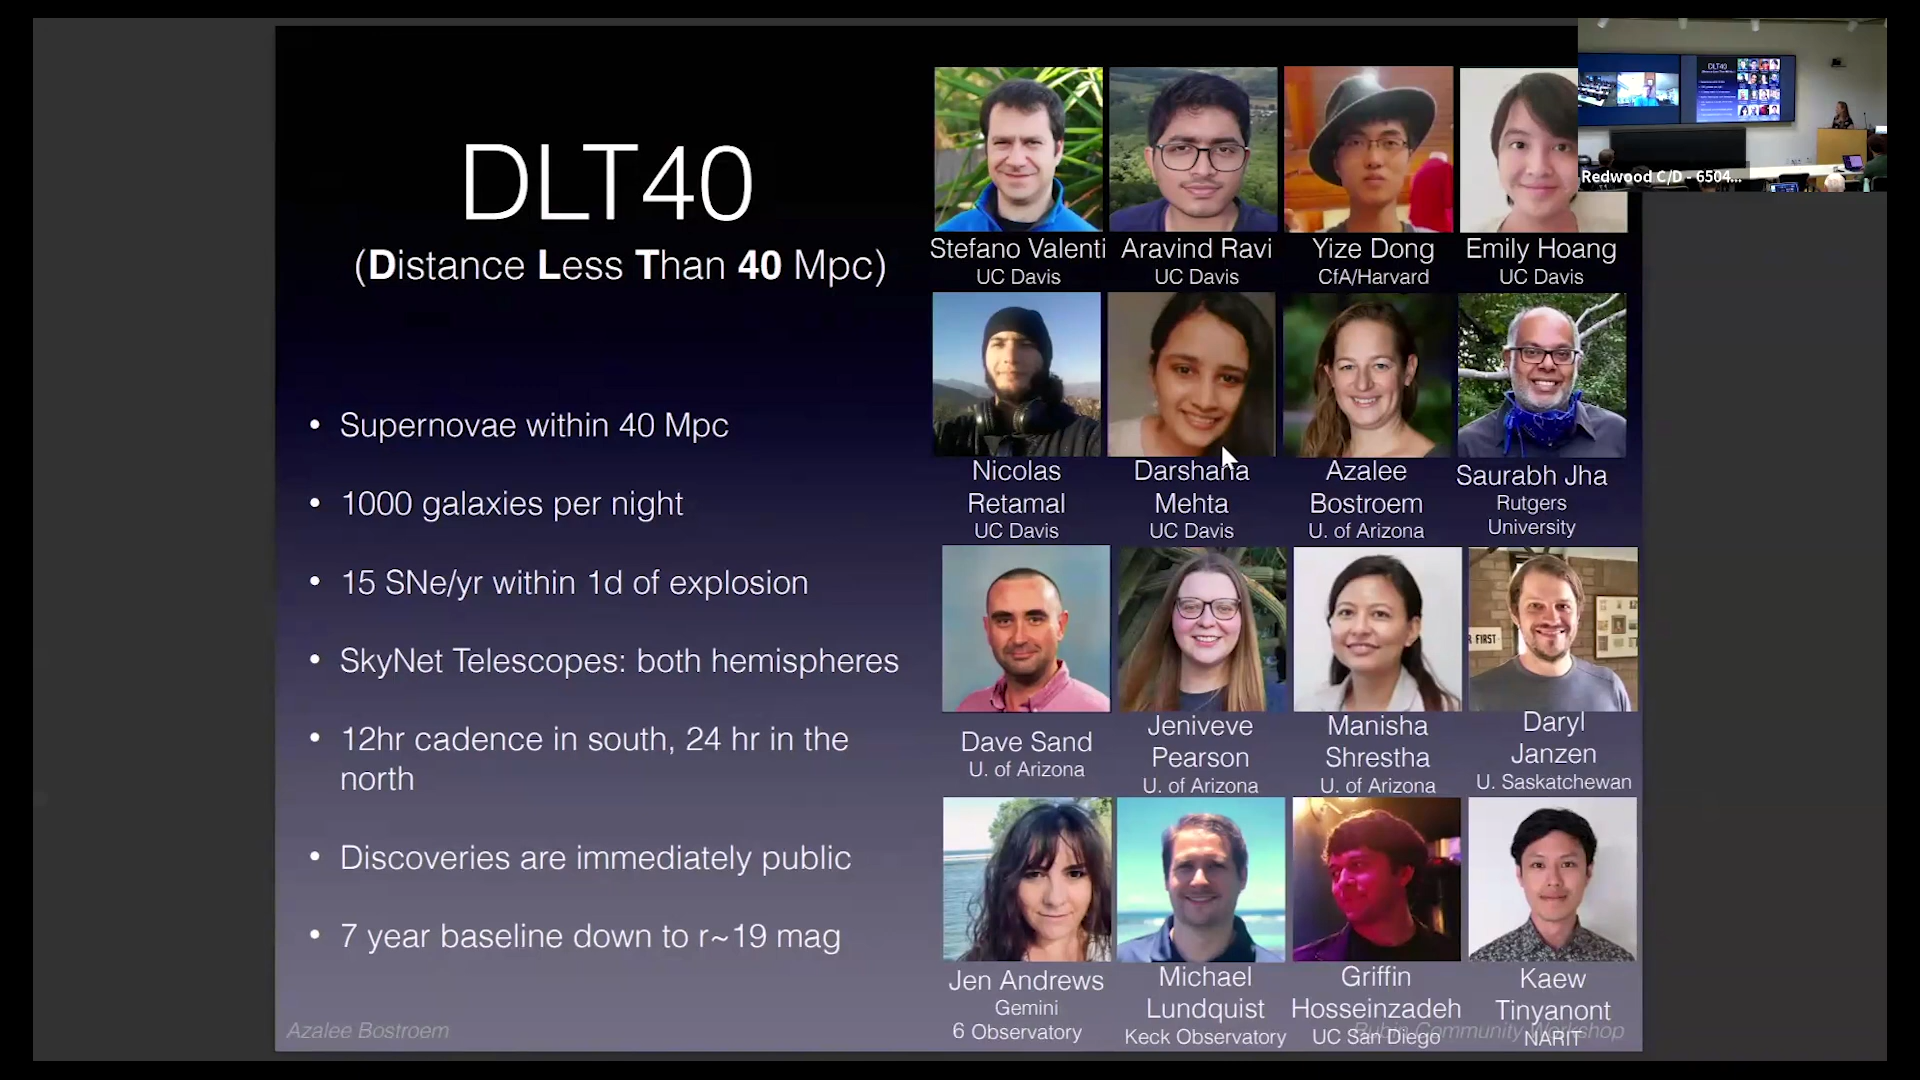 DLT40
(Distance Less Than 40 Mpc)
• Supernovae within 40 Mpc
• 1000 galaxies per night
• 15 SNe/yr within 1d of explosion
• SkyNet Telescopes: both hemispheres
• 12hr cadence in south, 24 hr in the
north
• Discoveries are immediately public
• 7 year baseline down to r~19 mag
Stefano Valenti
UC Davis
Aravind Ravi
UC Davis
Yize Dong
CfA/Harvard
Emily Hoang
UC Davis
Nicolas
Retamal
UC Davis
Darshana
Mehta
UC Davis
Azalee
Bostroem
U. of Arizona
Saurabh Jha
Rutgers
University
Dave Sand
U. of Arizona
Jeniveve
Pearson
U. of Arizona
Manisha
Shrestha
U. of Arizona
R FIRST
Daryl
Janzen
U. Saskatchewan
Jen Andrews
Gemini
Observatory
Michael
Lundquist
Keck Observatory
Griffin
Hosseinzadeh
UC San Diego
Kaew
Tinyanont
NARIT
Azalee Bostroem
6
Rubin Community Workshop
DLT40
Redwood C/D - 6504...